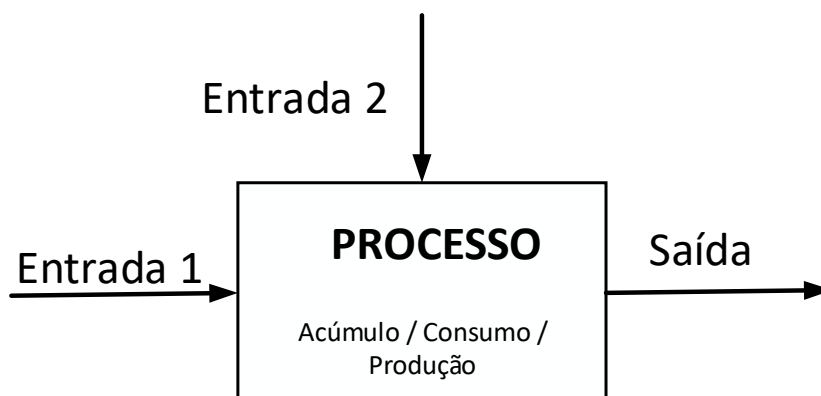 Entrada 2
PROCESSO
Entrada 1
Saída
Acúmulo / Consumo /
Produção